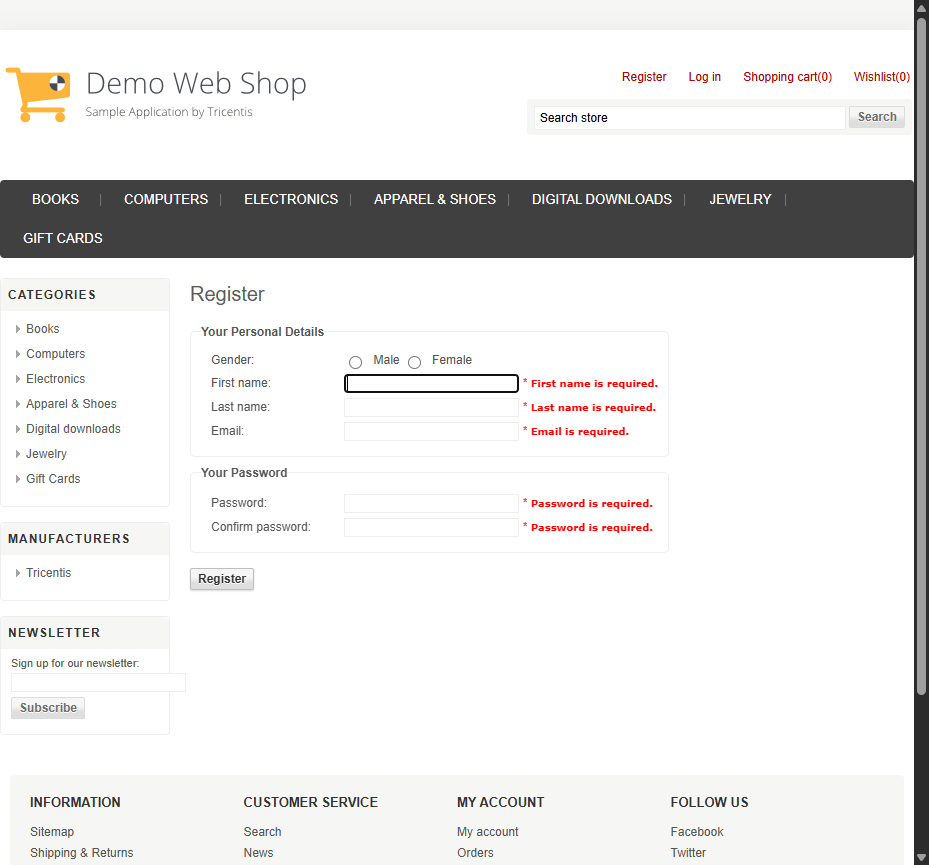 Demo Web Shop
Sample Application by Tricentis
Register Log in Shopping cart(0) Wishlist(0)
Search store Search
BOOKS COMPUTERS ELECTRONICS APPAREL & SHOES DIGITAL DOWNLOADS JEWELRY
GIFT CARDS
CATEGORIES
Books
Computers
Electronics
Apparel & Shoes
Digital downloads
Jewelry
Gift Cards
MANUFACTURERS
Tricentis
NEWSLETTER
Sign up for our newsletter:
Subscribe
Register
Your Personal Details
Gender: Male Female
First name: * First name is required.
Last name: * Last name is required.
Email: * Email is required.
Your Password
Password: * Password is required.
Confirm password: * Password is required.
Register
INFORMATION
Sitemap
Shipping & Returns
CUSTOMER SERVICE
Search
News
MY ACCOUNT
My account
Orders
FOLLOW US
Facebook
Twitter